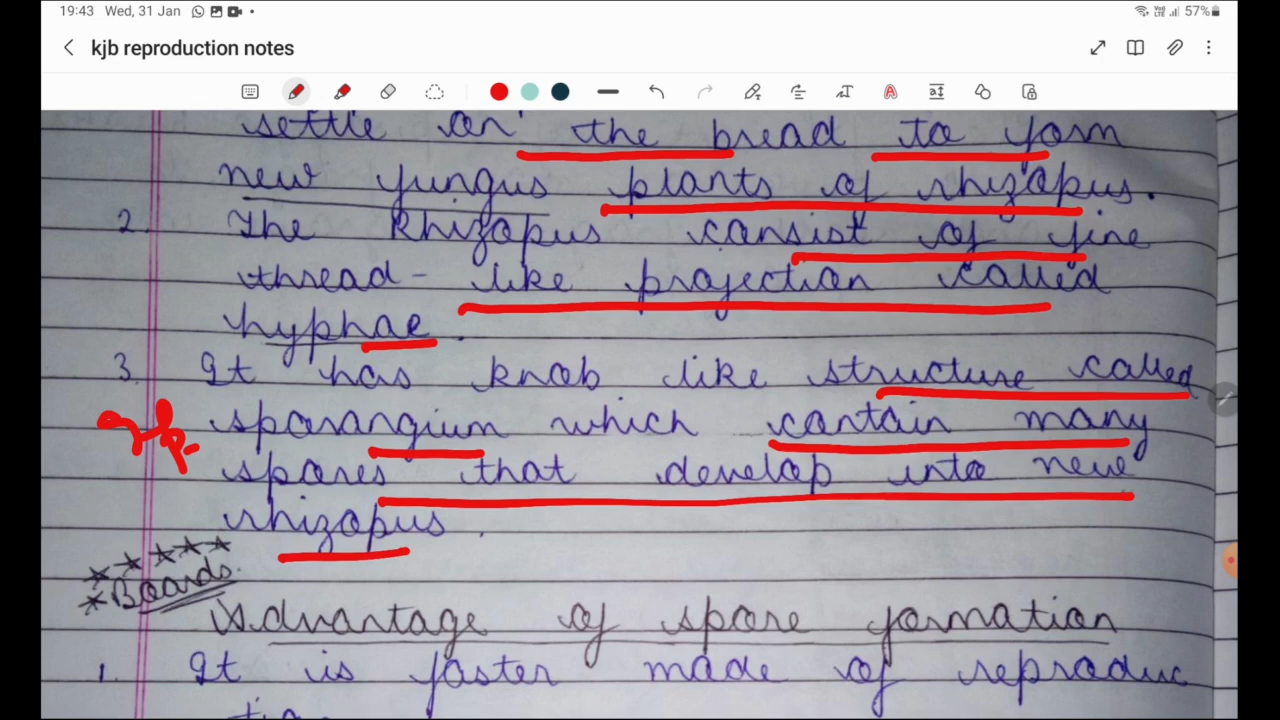 19:43 Wed, 31 Jan
57%
kjb reproduction notes
settle on the bread to form
new fungus plants of rhizopus.
2. The Rhizopus consist of fine
thread-like projection called
hyphae.
3. It has knob like structure called
sporangium which contain many
spores that develop into new
rhizopus.
Boards.
Advantage of spore formation
1. It is faster mode of reproduc
tion